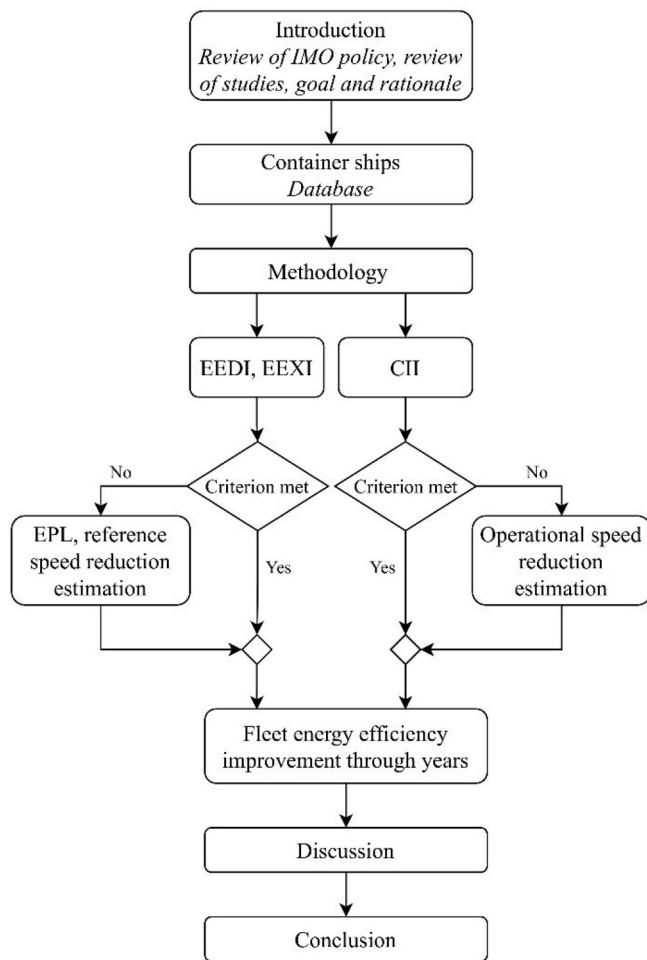 Introduction
Review of IMO policy, review
of studies, goal and rationale
Container ships
Database
Methodology
EEDI, EEXI
CII
No
Criterion met
Criterion met
No
EPL, reference
speed reduction
estimation
Yes
Yes
Operational speed
reduction
estimation
Fleet energy efficiency
improvement through years
Discussion
Conclusion